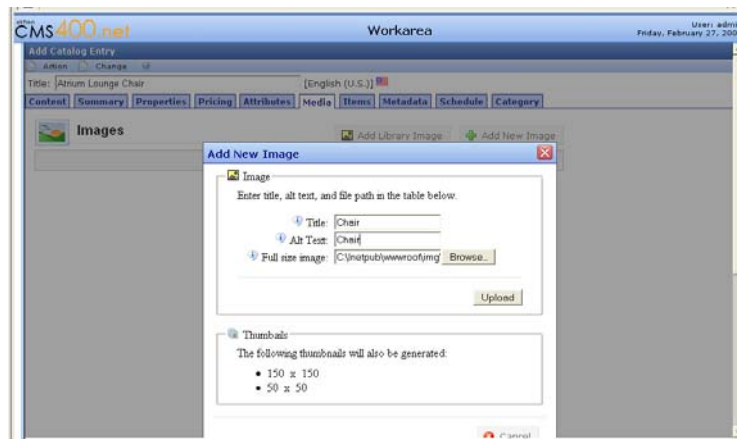 ektron
CMS400.net
Workarea
User: admi
Friday, February 27, 200
Add Catalog Entry
Action Change
Title: Atrium Lounge Chair [English (U.S.)]
Content Summary Properties Pricing Attributes Media Items Metadata Schedule Category
Images
Add Library Image Add New Image
Add New Image
Image
Enter title, alt text, and file path in the table below.
Title: Chair
Alt Text: Chair
Full size image: C:\Inetpub\wwwroot\img\ Browse...
Upload
Thumbnails
The following thumbnails will also be generated:
150 x 150
50 x 50
Cancel